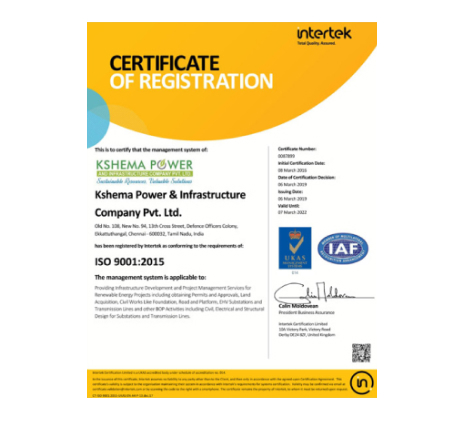 intertek
Total Quality. Assured.
CERTIFICATE
OF REGISTRATION
This is to certify that the management system of:
KSHEMA POWER
AND INFRASTRUCTURE COMPANY PVT. LTD.
Sustainable Resources Valuable Solutions
Kshema Power & Infrastructure
Company Pvt. Ltd.
Old No. 108, New No. 94, 13th Cross Street, Defence Officers Colony,
Ekkattuthangal, Chennai - 600032, Tamil Nadu, India
has been registered by Intertek as conforming to the requirements of:
ISO 9001:2015
The management system is applicable to:
Providing Infrastructure Development and Project Management Services for
Renewable Energy Projects including obtaining Permits and Approvals, Land
Acquisition, Civil Works Like Foundation, Road and Platform, EHV Substations and
Transmission Lines and other BOP Activities including Civil, Electrical and Structural
Design for Substations and Transmission Lines.
Certificate Number:
Initial Certification Date:
08 March 2016
Date of Certification Decision:
06 March 2019
Issuing Date:
06 March 2019
Valid Until:
07 March 2022
UKAS
MANAGEMENT
SYSTEMS
IAF
Calin Moldovean
President Business Assurance
Intertek Certification Limited
10A Victory Park, Victory Road
Derby DE24 8ZF, United Kingdom
in